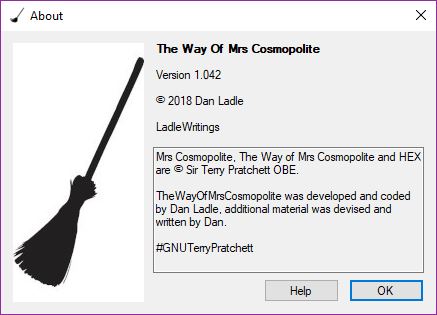 About
The Way Of Mrs Cosmopolite
Version 1.042
© 2018 Dan Ladle
LadleWritings
Mrs Cosmopolite, The Way of Mrs Cosmopolite and HEX
are © Sir Terry Pratchett OBE.
TheWayOfMrsCosmopolite was developed and coded
by Dan Ladle, additional material was devised and
written by Dan.
#GNUTerryPratchett
Help
OK